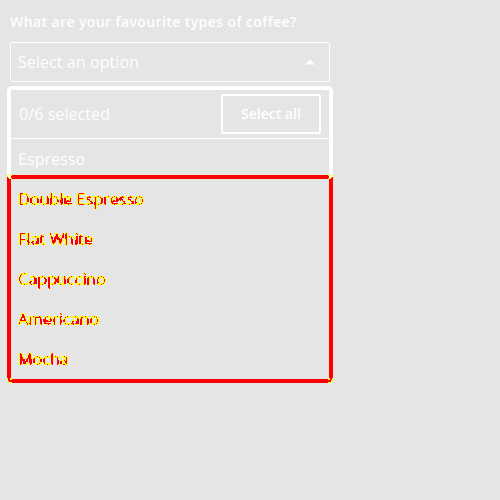 What are your favourite types of coffee?
Select an option
0/6 selected
Select all
Espresso
Double Espresso
Flat White
Cappuccino
Americano
Mocha